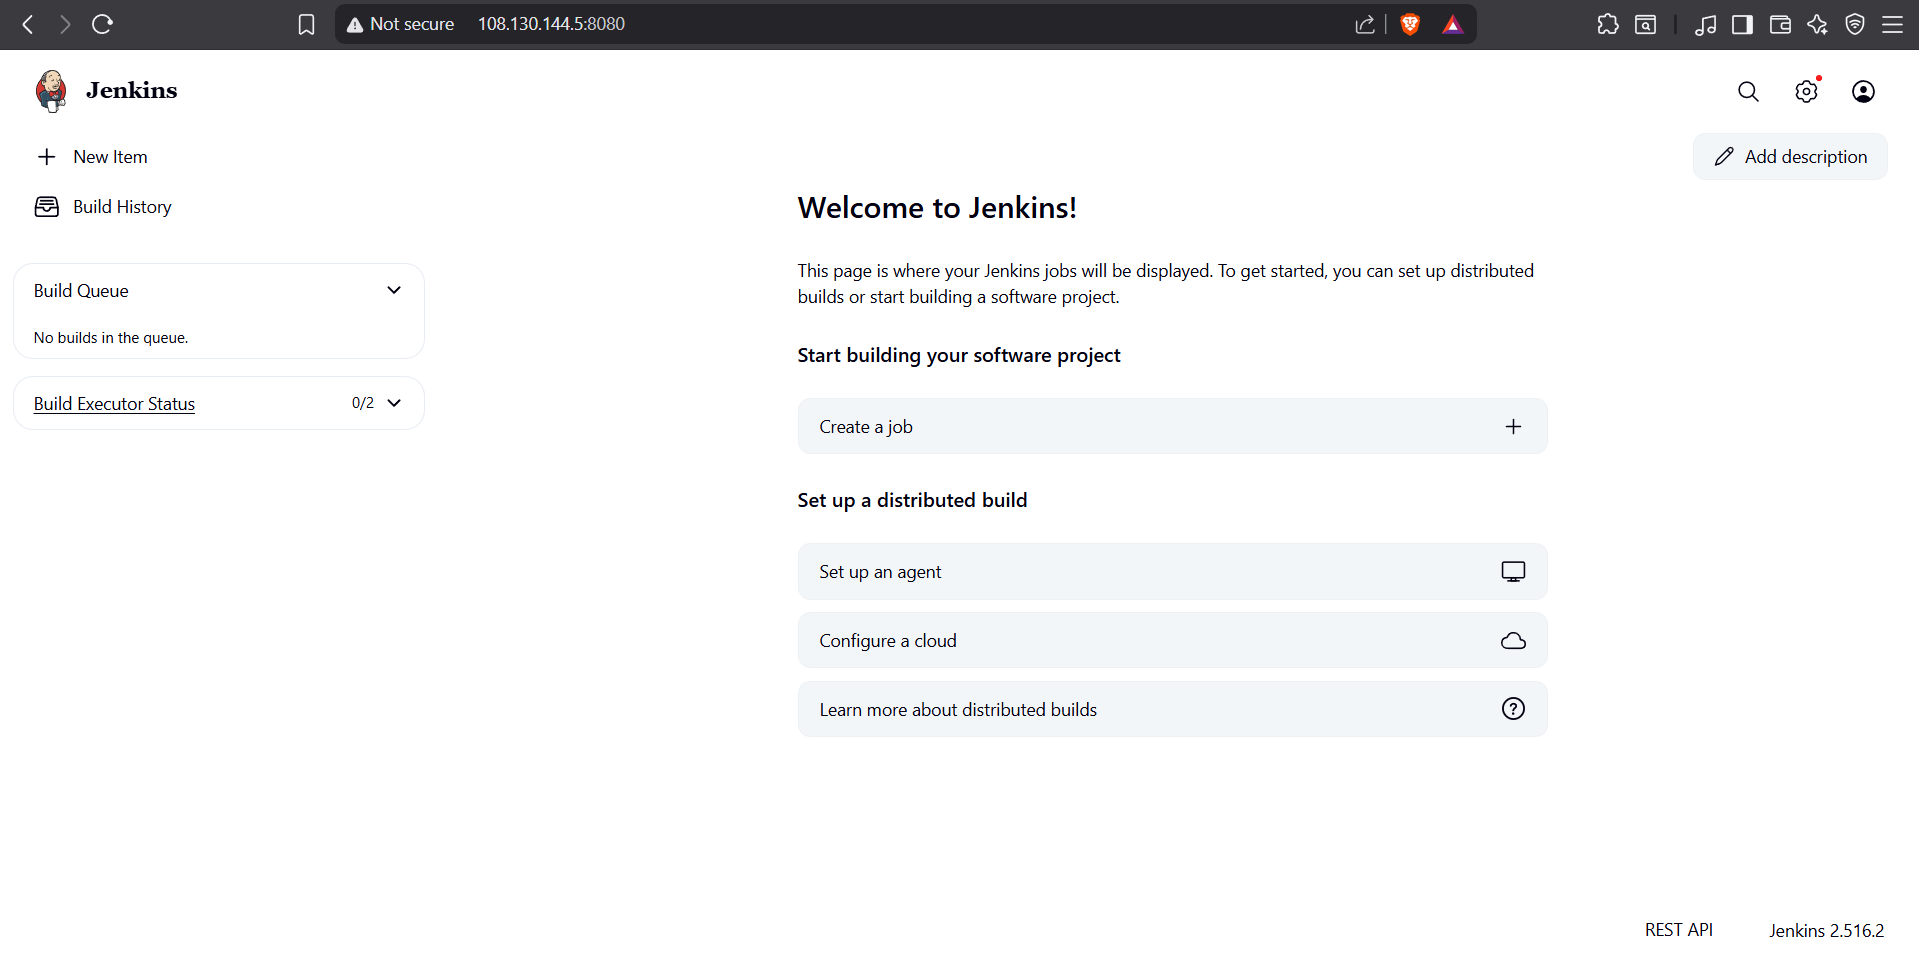 Not secure 108.130.144.5:8080
Jenkins
New Item
Add description
Build History
Welcome to Jenkins!
This page is where your Jenkins jobs will be displayed. To get started, you can set up distributed
builds or start building a software project.
Build Queue
No builds in the queue.
Start building your software project
Build Executor Status 0/2
Create a job
Set up a distributed build
Set up an agent
Configure a cloud
Learn more about distributed builds
REST API Jenkins 2.516.2